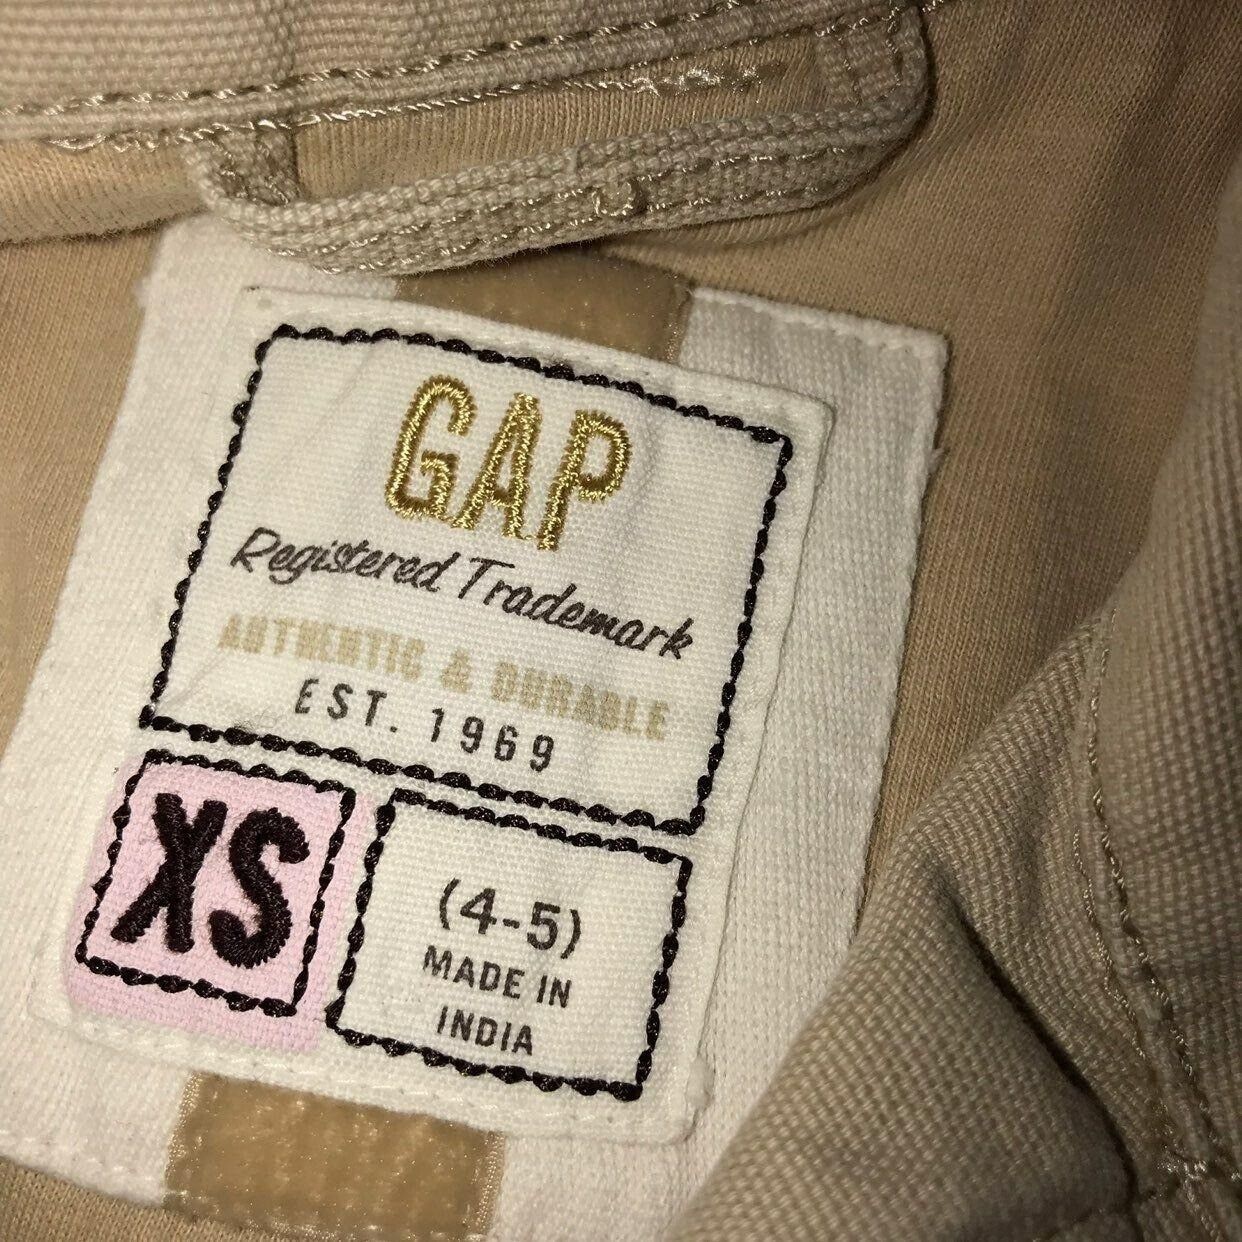 GAP
Registered Trademark
AUTHENTIC & DURABLE
EST. 1969
XS
(4-5)
MADE IN
INDIA